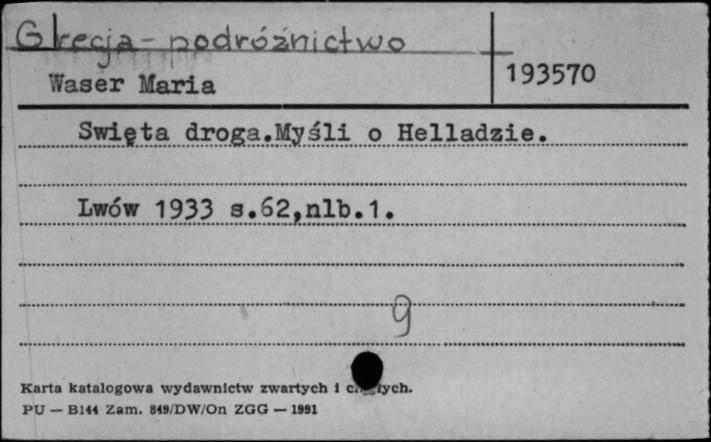 Grecja - podróżnictwo
Waser Maria
193570
Swięta droga.Myśli o Helladzie.
Lwów 1933 s.62,nlb.1.
9
Karta katalogowa wydawnictw zwartych i
PU — B144 Zam. 849/DW/On ZGG — 1991